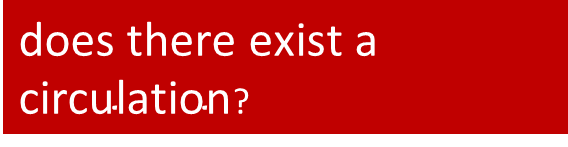 does there exist a
circulation?